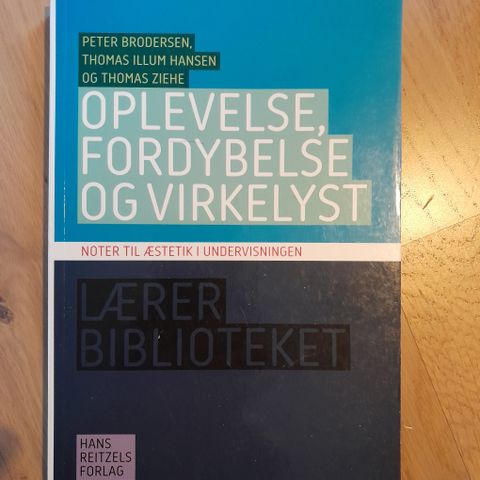 PETER BRODERSEN,
THOMAS ILLUM HANSEN
OG THOMAS ZIEHE
OPLEVELSE,
FORDYBELSE
OG VIRKELYST
NOTER TIL ÆSTETIK I UNDERVISNINGEN
LÆRER
BIBLIOTEKET
HANS
REITZELS
FORLAG